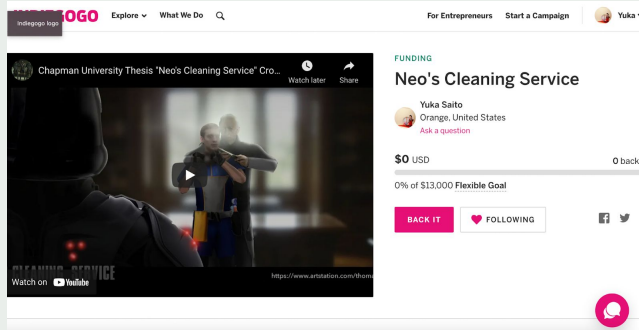 Indiegogo logo
OGO
Explore
What We Do
For Entrepreneurs
Start a Campaign
Yuka
Chapman University Thesis "Neo's Cleaning Service" Cro...
Watch later
Share
CLEANING SERVICE
https://www.artstation.com/thom
Watch on YouTube
FUNDING
Neo's Cleaning Service
Yuka Saito
Orange, United States
Ask a question
$0 USD
0 back
0% of $13,000 Flexible Goal
BACK IT
FOLLOWING